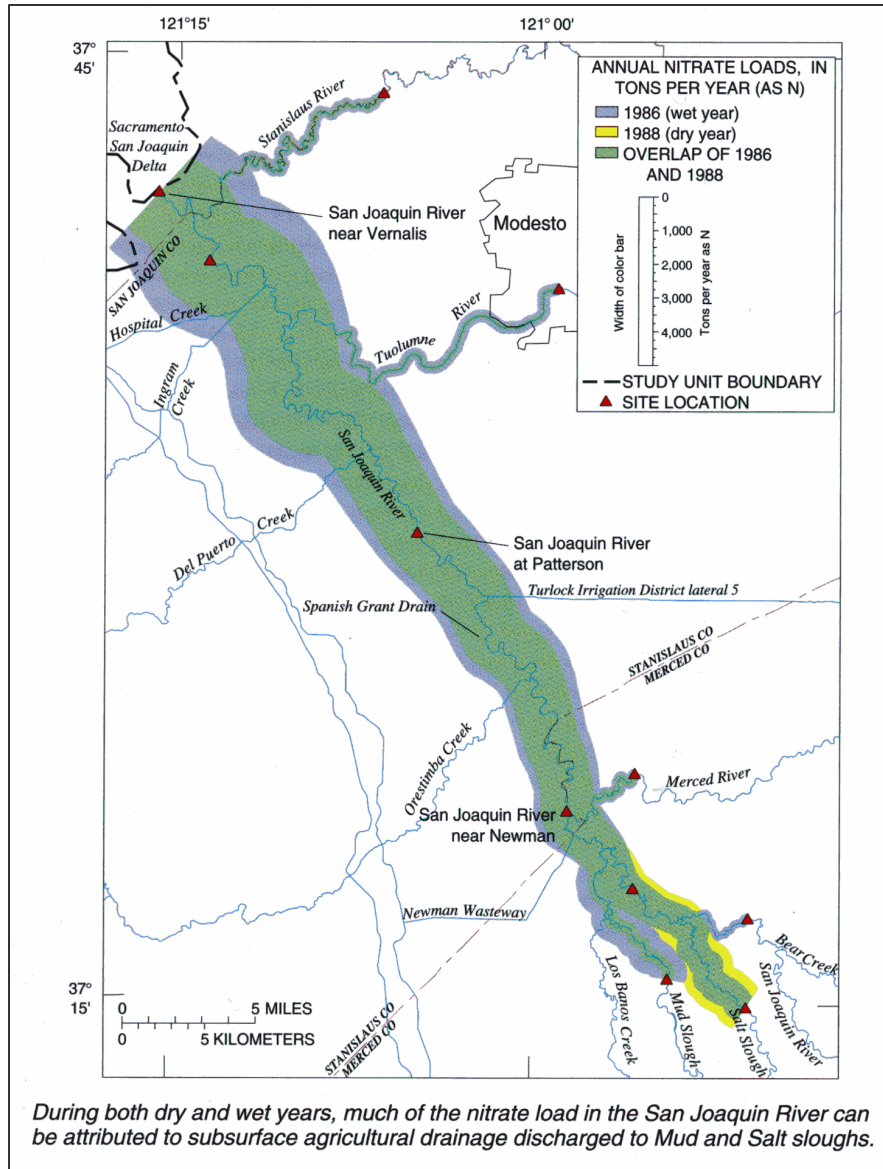 121°15'
121°00'
37°
45'
ANNUAL NITRATE LOADS, IN
TONS PER YEAR (AS N)
1986 (wet year)
1988 (dry year)
OVERLAP OF 1986
AND 1988
Width of color bar
0
1,000
2,000
3,000
4,000
Tons per year as N
STUDY UNIT BOUNDARY
SITE LOCATION
Stanislaus River
Sacramento
San Joaquin
Delta
San Joaquin River
near Vernalis
Modesto
SAN JOAQUIN CO
Hospital Creek
Ingram
Creek
Tuolumne River
San Joaquin River
Del Puerto Creek
San Joaquin River
at Patterson
Turlock Irrigation District lateral 5
Spanish Grant Drain
STANISLAUS CO
MERCED CO
Orestimba Creek
Merced River
San Joaquin River
near Newman
Newman Wasteway
Bear Creek
San Joaquin River
Los Banos Creek
Mud Slough
Salt Slough
37°
15'
0 5 MILES
0 5 KILOMETERS
STANISLAUS CO
MERCED CO
During both dry and wet years, much of the nitrate load in the San Joaquin River can
be attributed to subsurface agricultural drainage discharged to Mud and Salt sloughs.